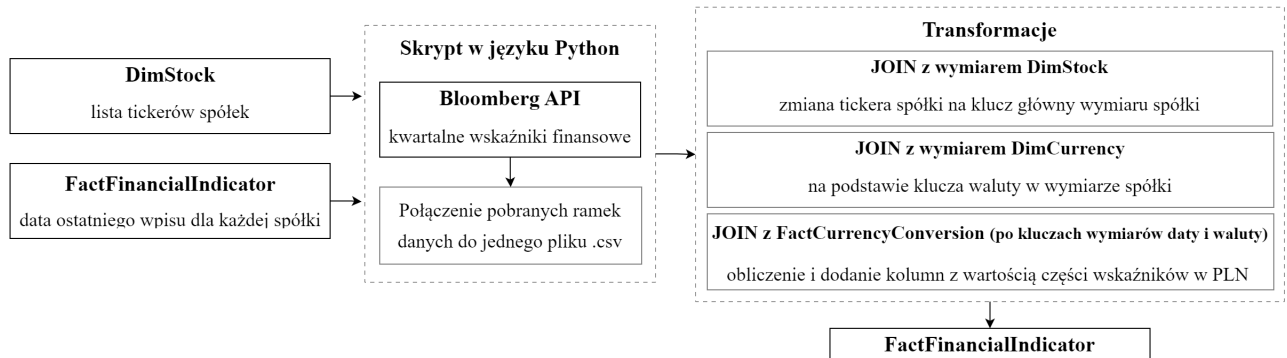 DimStock
lista tickerów spółek
FactFinancialIndicator
data ostatniego wpisu dla każdej spółki
Skrypt w języku Python
Bloomberg API
kwartalne wskaźniki finansowe
Połączenie pobranych ramek
danych do jednego pliku .csv
Transformacje
JOIN z wymiarem DimStock
zmiana tickera spółki na klucz główny wymiaru spółki
JOIN z wymiarem DimCurrency
na podstawie klucza waluty w wymiarze spółki
JOIN z FactCurrencyConversion (po kluczach wymiarów daty i waluty)
obliczenie i dodanie kolumn z wartością części wskaźników w PLN
FactFinancialIndicator